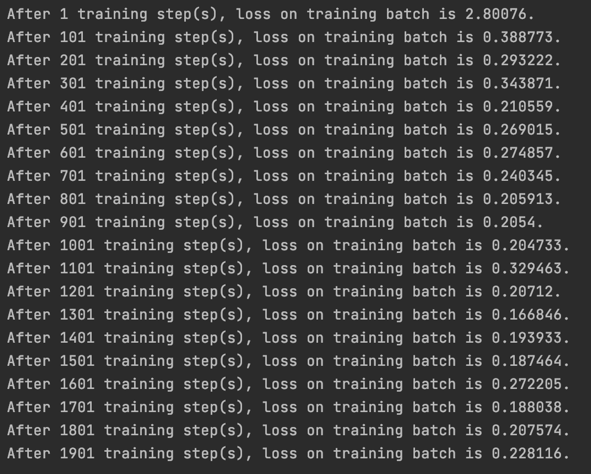 After 1 training step(s), loss on training batch is 2.80076.
After 101 training step(s), loss on training batch is 0.388773.
After 201 training step(s), loss on training batch is 0.293222.
After 301 training step(s), loss on training batch is 0.343871.
After 401 training step(s), loss on training batch is 0.210559.
After 501 training step(s), loss on training batch is 0.269015.
After 601 training step(s), loss on training batch is 0.274857.
After 701 training step(s), loss on training batch is 0.240345.
After 801 training step(s), loss on training batch is 0.205913.
After 901 training step(s), loss on training batch is 0.2054.
After 1001 training step(s), loss on training batch is 0.204733.
After 1101 training step(s), loss on training batch is 0.329463.
After 1201 training step(s), loss on training batch is 0.20712.
After 1301 training step(s), loss on training batch is 0.166846.
After 1401 training step(s), loss on training batch is 0.193933.
After 1501 training step(s), loss on training batch is 0.187464.
After 1601 training step(s), loss on training batch is 0.272205.
After 1701 training step(s), loss on training batch is 0.188038.
After 1801 training step(s), loss on training batch is 0.207574.
After 1901 training step(s), loss on training batch is 0.228116.